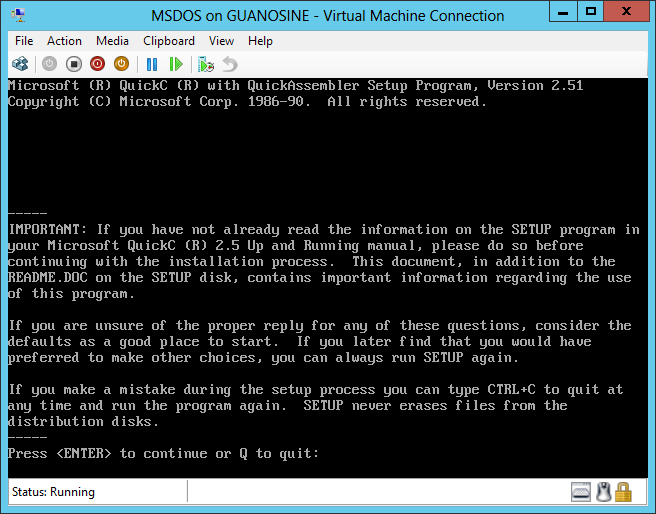 MSDOS on GUANOSINE - Virtual Machine Connection
File Action Media Clipboard View Help
Microsoft (R) QuickC (R) with QuickAssembler Setup Program, Version 2.51
Copyright (C) Microsoft Corp. 1986-90.  All rights reserved.
-----
IMPORTANT: If you have not already read the information on the SETUP program in
your Microsoft QuickC (R) 2.5 Up and Running manual, please do so before
continuing with the installation process.  This document, in addition to the
README.DOC on the SETUP disk, contains important information regarding the use
of this program.
If you are unsure of the proper reply for any of these questions, consider the
defaults as a good place to start.  If you later find that you would have
preferred to make other choices, you can always run SETUP again.
If you make a mistake during the setup process you can type CTRL+C to quit at
any time and run the program again.  SETUP never erases files from the
distribution disks.
-----
Press <ENTER> to continue or Q to quit:
Status: Running